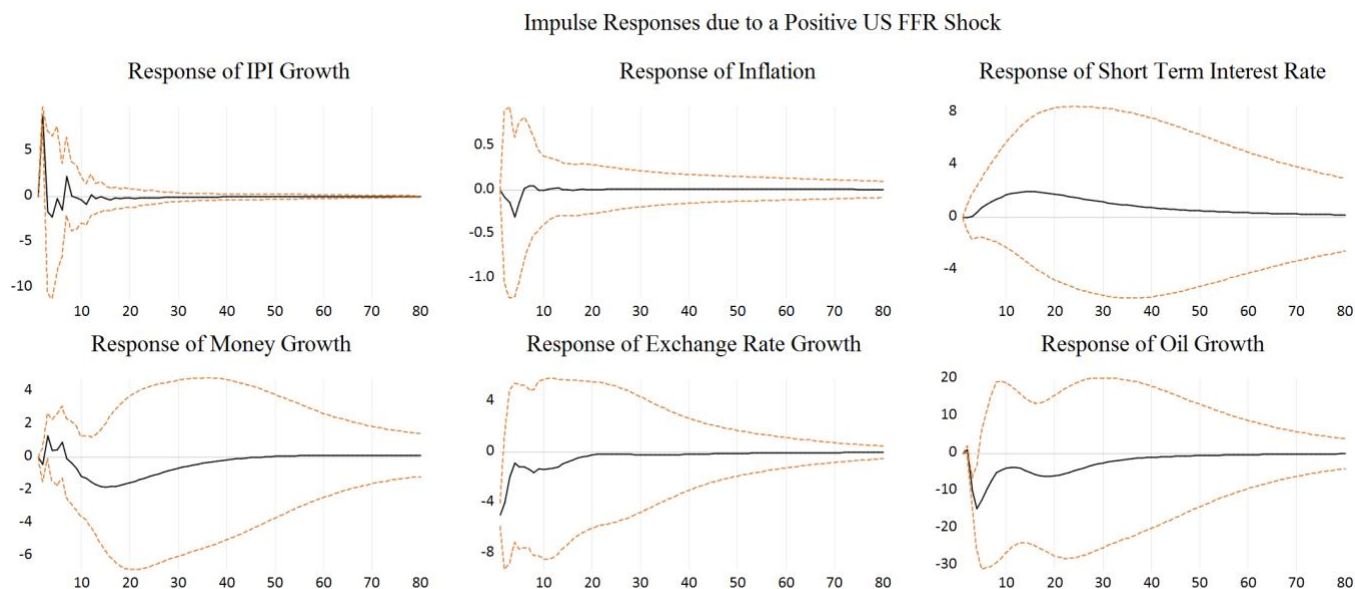 Impulse Responses due to a Positive US FFR Shock
Response of IPI Growth
5
0
-5
-10
10 20 30 40 50 60 70 80
Response of Inflation
0.5
0.0
-0.5
-1.0
10 20 30 40 50 60 70 80
Response of Short Term Interest Rate
8
4
0
-4
10 20 30 40 50 60 70 80
Response of Money Growth
4
2
0
-2
-4
-6
10 20 30 40 50 60 70 80
Response of Exchange Rate Growth
4
0
-4
-8
10 20 30 40 50 60 70 80
Response of Oil Growth
20
10
0
-10
-20
-30
10 20 30 40 50 60 70 80